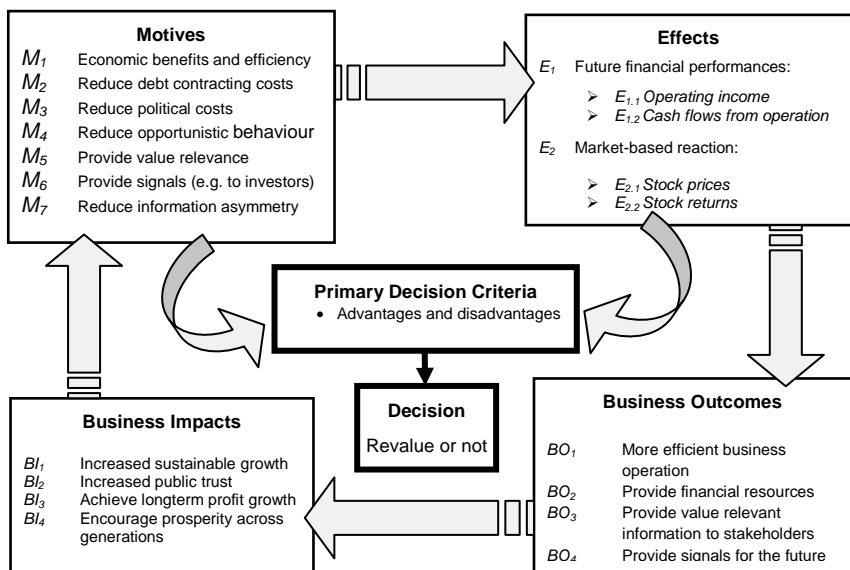 Motives
M1 Economic benefits and efficiency
M2 Reduce debt contracting costs
M3 Reduce political costs
M4 Reduce opportunistic behaviour
M5 Provide value relevance
M6 Provide signals (e.g. to investors)
M7 Reduce information asymmetry
Effects
E1 Future financial performances:
➤ E1.1 Operating income
➤ E1.2 Cash flows from operation
E2 Market-based reaction:
➤ E2.1 Stock prices
➤ E2.2 Stock returns
Primary Decision Criteria
• Advantages and disadvantages
Decision
Revalue or not
Business Impacts
BI1 Increased sustainable growth
BI2 Increased public trust
BI3 Achieve longterm profit growth
BI4 Encourage prosperity across
generations
Business Outcomes
BO1 More efficient business
operation
BO2 Provide financial resources
BO3 Provide value relevant
information to stakeholders
BO4 Provide signals for the future